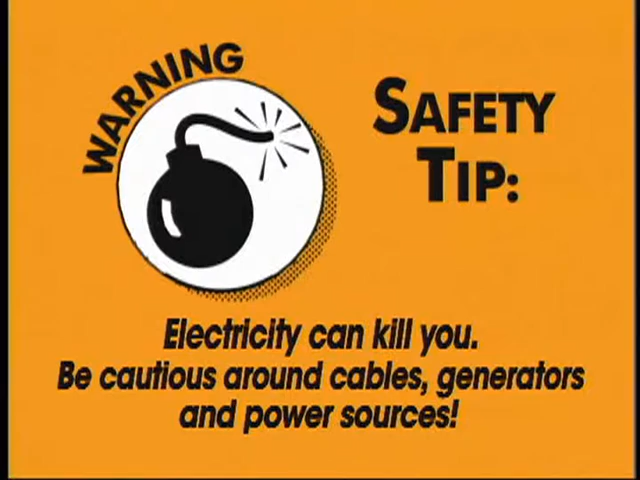 WARNING
SAFETY
TIP:
Electricity can kill you.
Be cautious around cables, generators
and power sources!